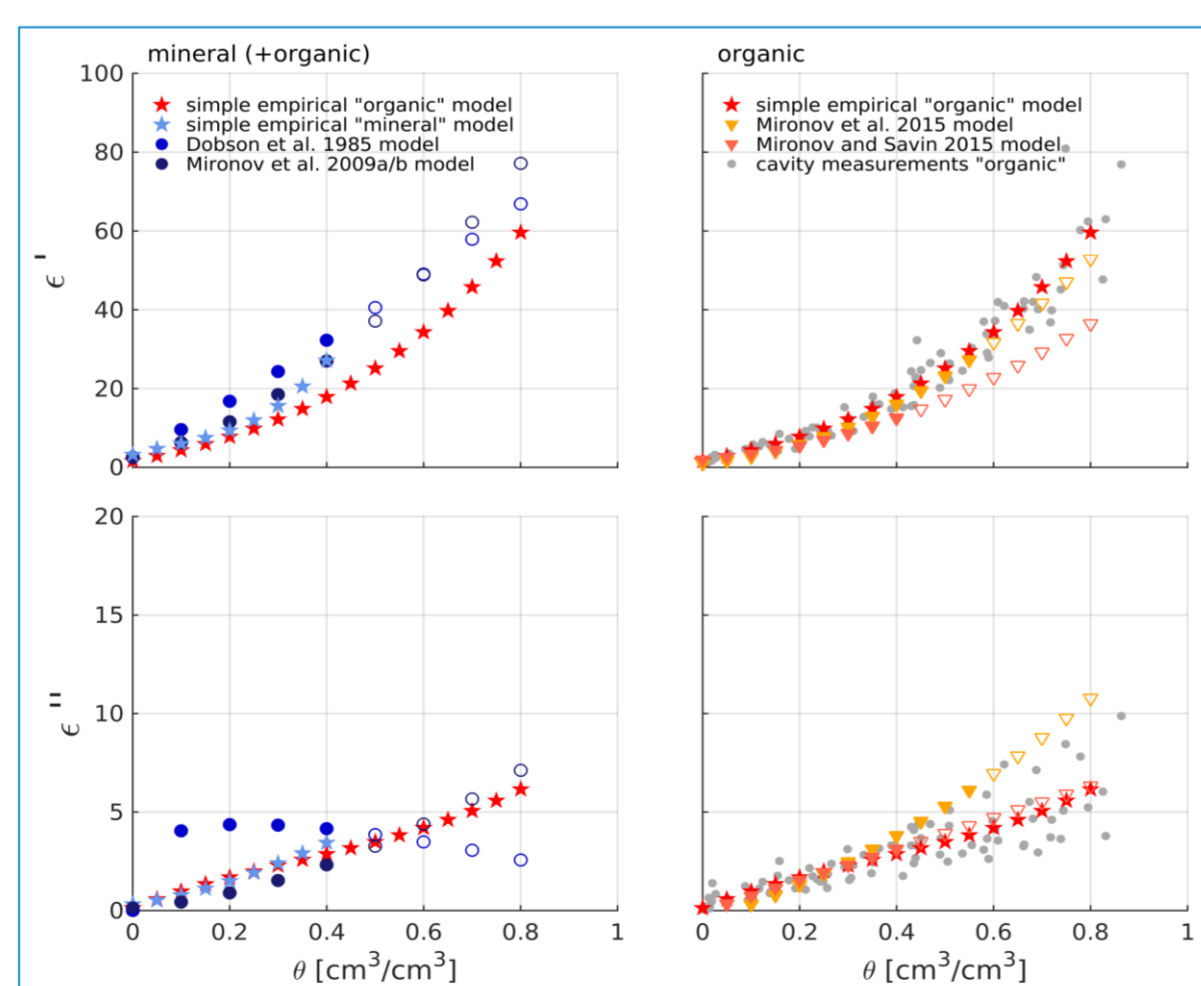 mineral (+organic)
100
80
60
40
20
0
ϵ '
simple empirical "organic" model
simple empirical "mineral" model
Dobson et al. 1985 model
Mironov et al. 2009a/b model
organic
simple empirical "organic" model
Mironov et al. 2015 model
Mironov and Savin 2015 model
cavity measurements "organic"
20
15
10
5
0
ϵ ''
0 0.2 0.4 0.6 0.8 1
θ [cm³/cm³]
0 0.2 0.4 0.6 0.8 1
θ [cm³/cm³]